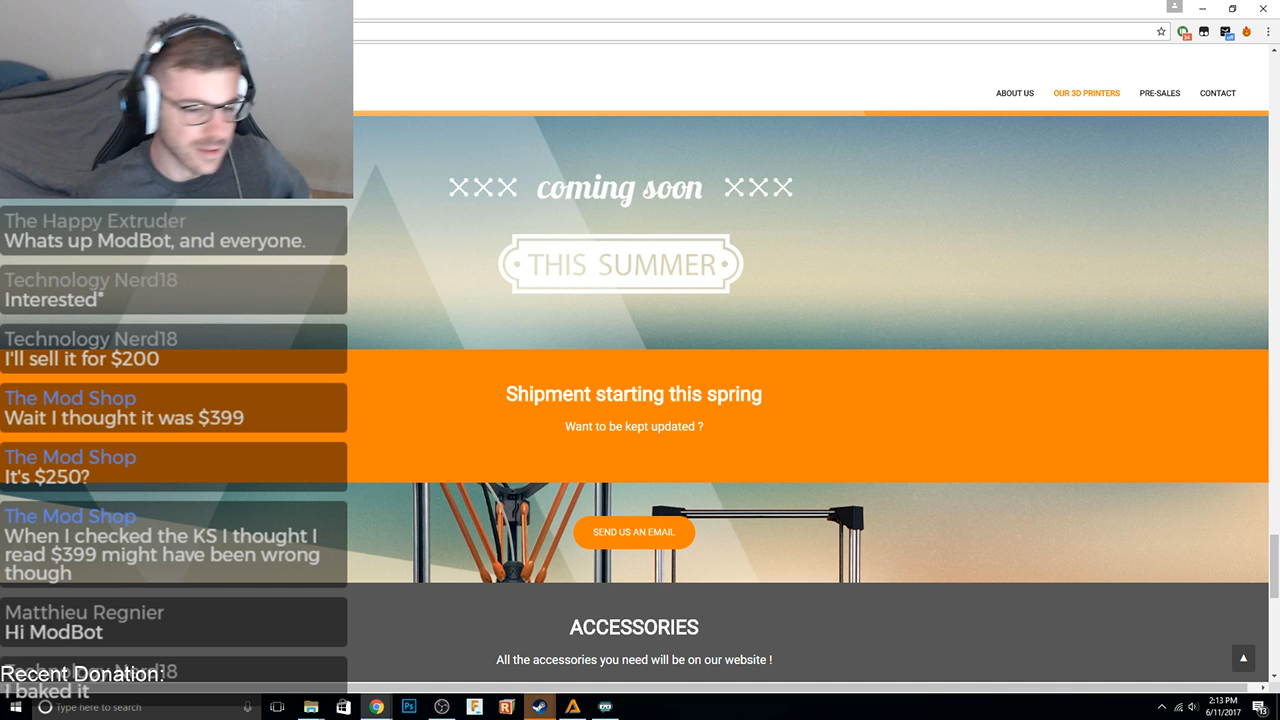 ABOUT US
OUR 3D PRINTERS
PRE-SALES
CONTACT
coming soon
THIS SUMMER
Shipment starting this spring
Want to be kept updated ?
SEND US AN EMAIL
ACCESSORIES
All the accessories you need will be on our website !
The Happy Extruder
Whats up ModBot, and everyone.
Technology Nerd18
Interested*
Technology Nerd18
I'll sell it for $200
The Mod Shop
Wait I thought it was $399
The Mod Shop
It's $250?
The Mod Shop
When I checked the KS I thought I
read $399 might have been wrong
though
Matthieu Regnier
Hi ModBot
Technology Nerd18
Recent Donation:
I baked it
Type here to search
2:13 PM
6/11/2017